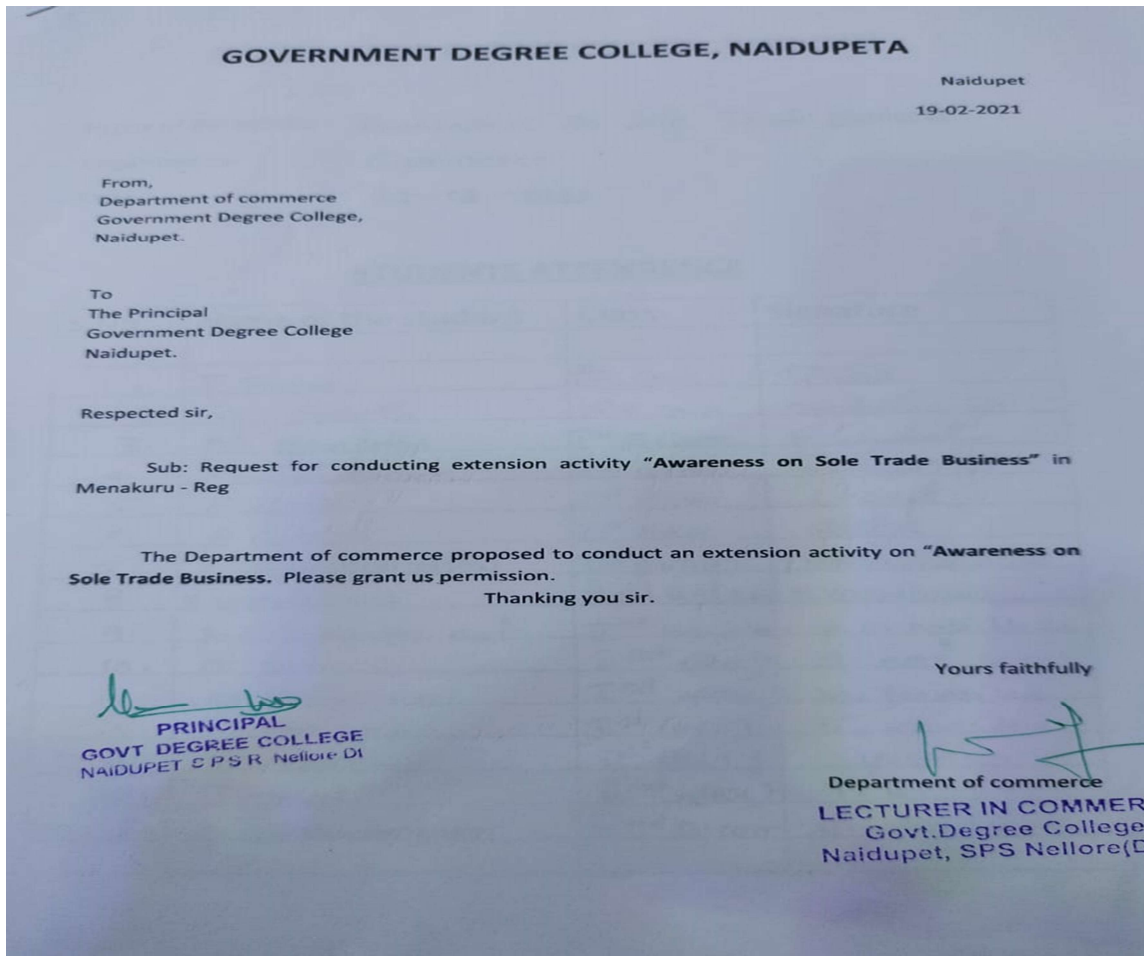 GOVERNMENT DEGREE COLLEGE, NAIDUPETA
Naidupet
19-02-2021
From,
Department of commerce
Government Degree College,
Naidupet.
To
The Principal
Government Degree College
Naidupet.
Respected sir,
Sub: Request for conducting extension activity “Awareness on Sole Trade Business” in
Menakuru - Reg
The Department of commerce proposed to conduct an extension activity on “Awareness on
Sole Trade Business. Please grant us permission.
Thanking you sir.
Yours faithfully
PRINCIPAL
GOVT DEGREE COLLEGE
NAIDUPET S P S R Nellore Dt
Department of commerce
LECTURER IN COMMER
Govt.Degree College
Naidupet, SPS Nellore(D